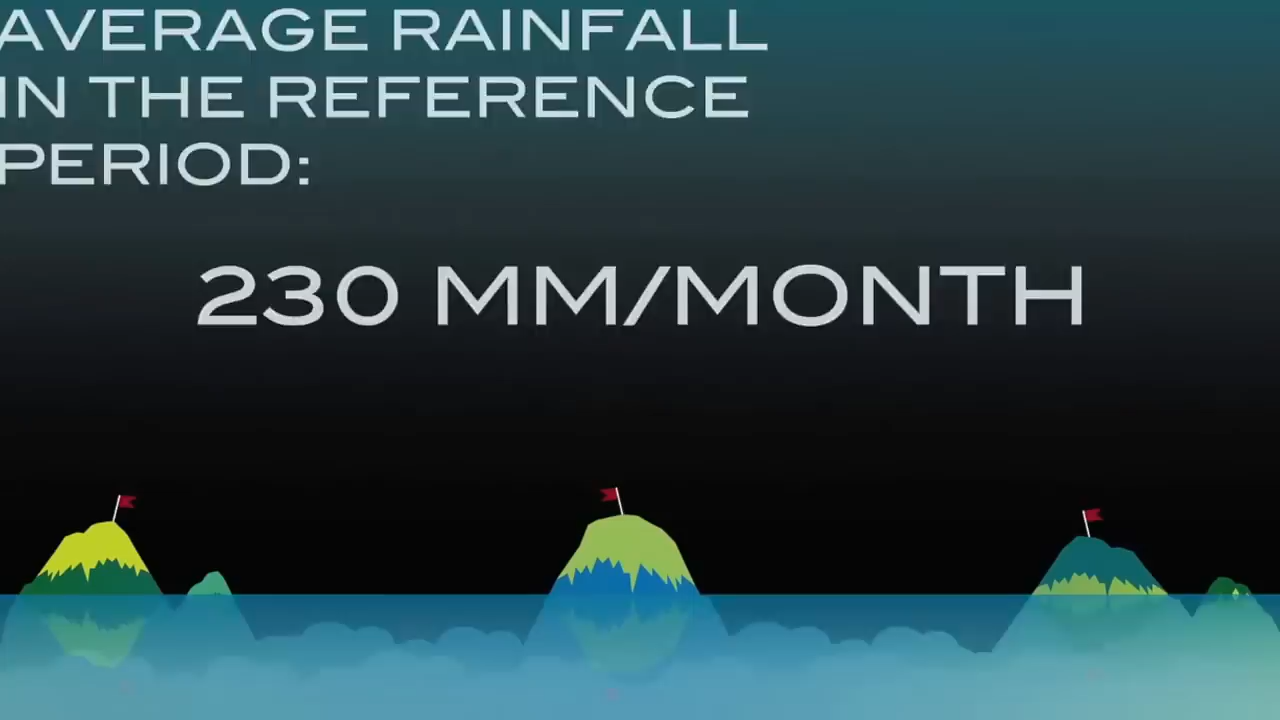 AVERAGE RAINFALL
IN THE REFERENCE
PERIOD:
230 MM/MONTH